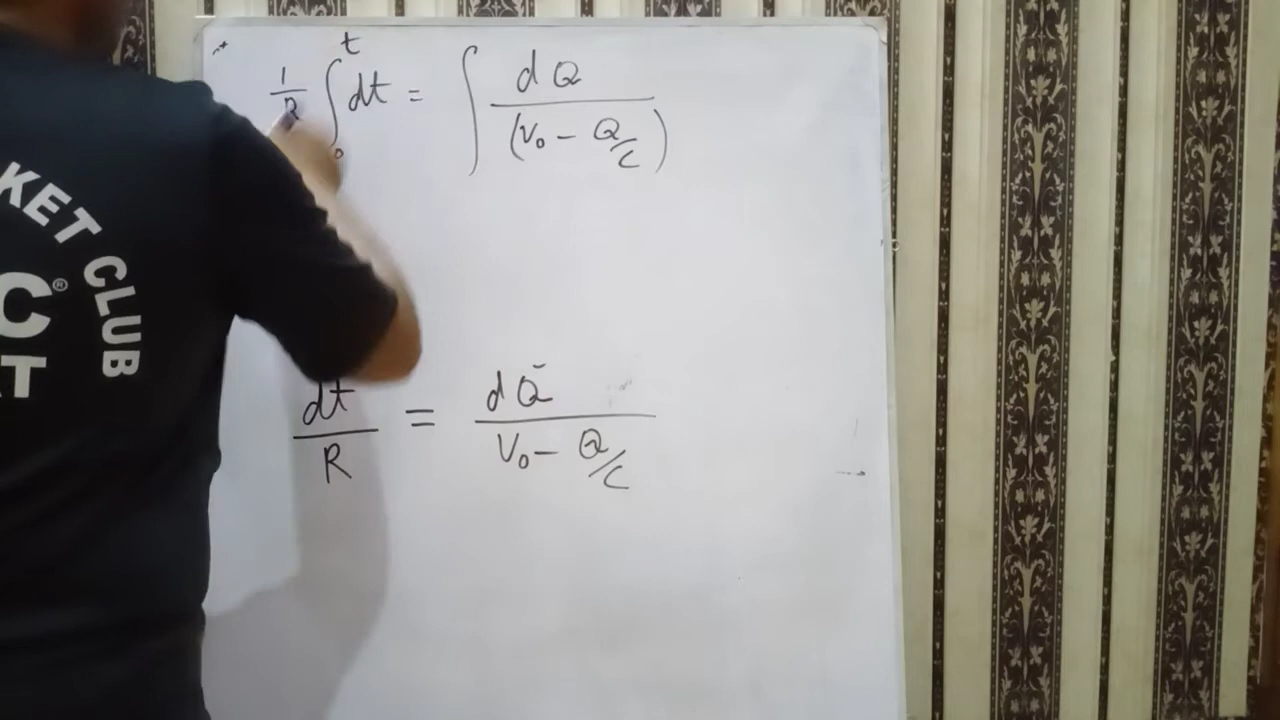 KET CLUB
C®
T
1/R ∫₀ᵗ dt = ∫ dQ/(V₀ - Q/C)
dt/R = dQ/(V₀ - Q/C)